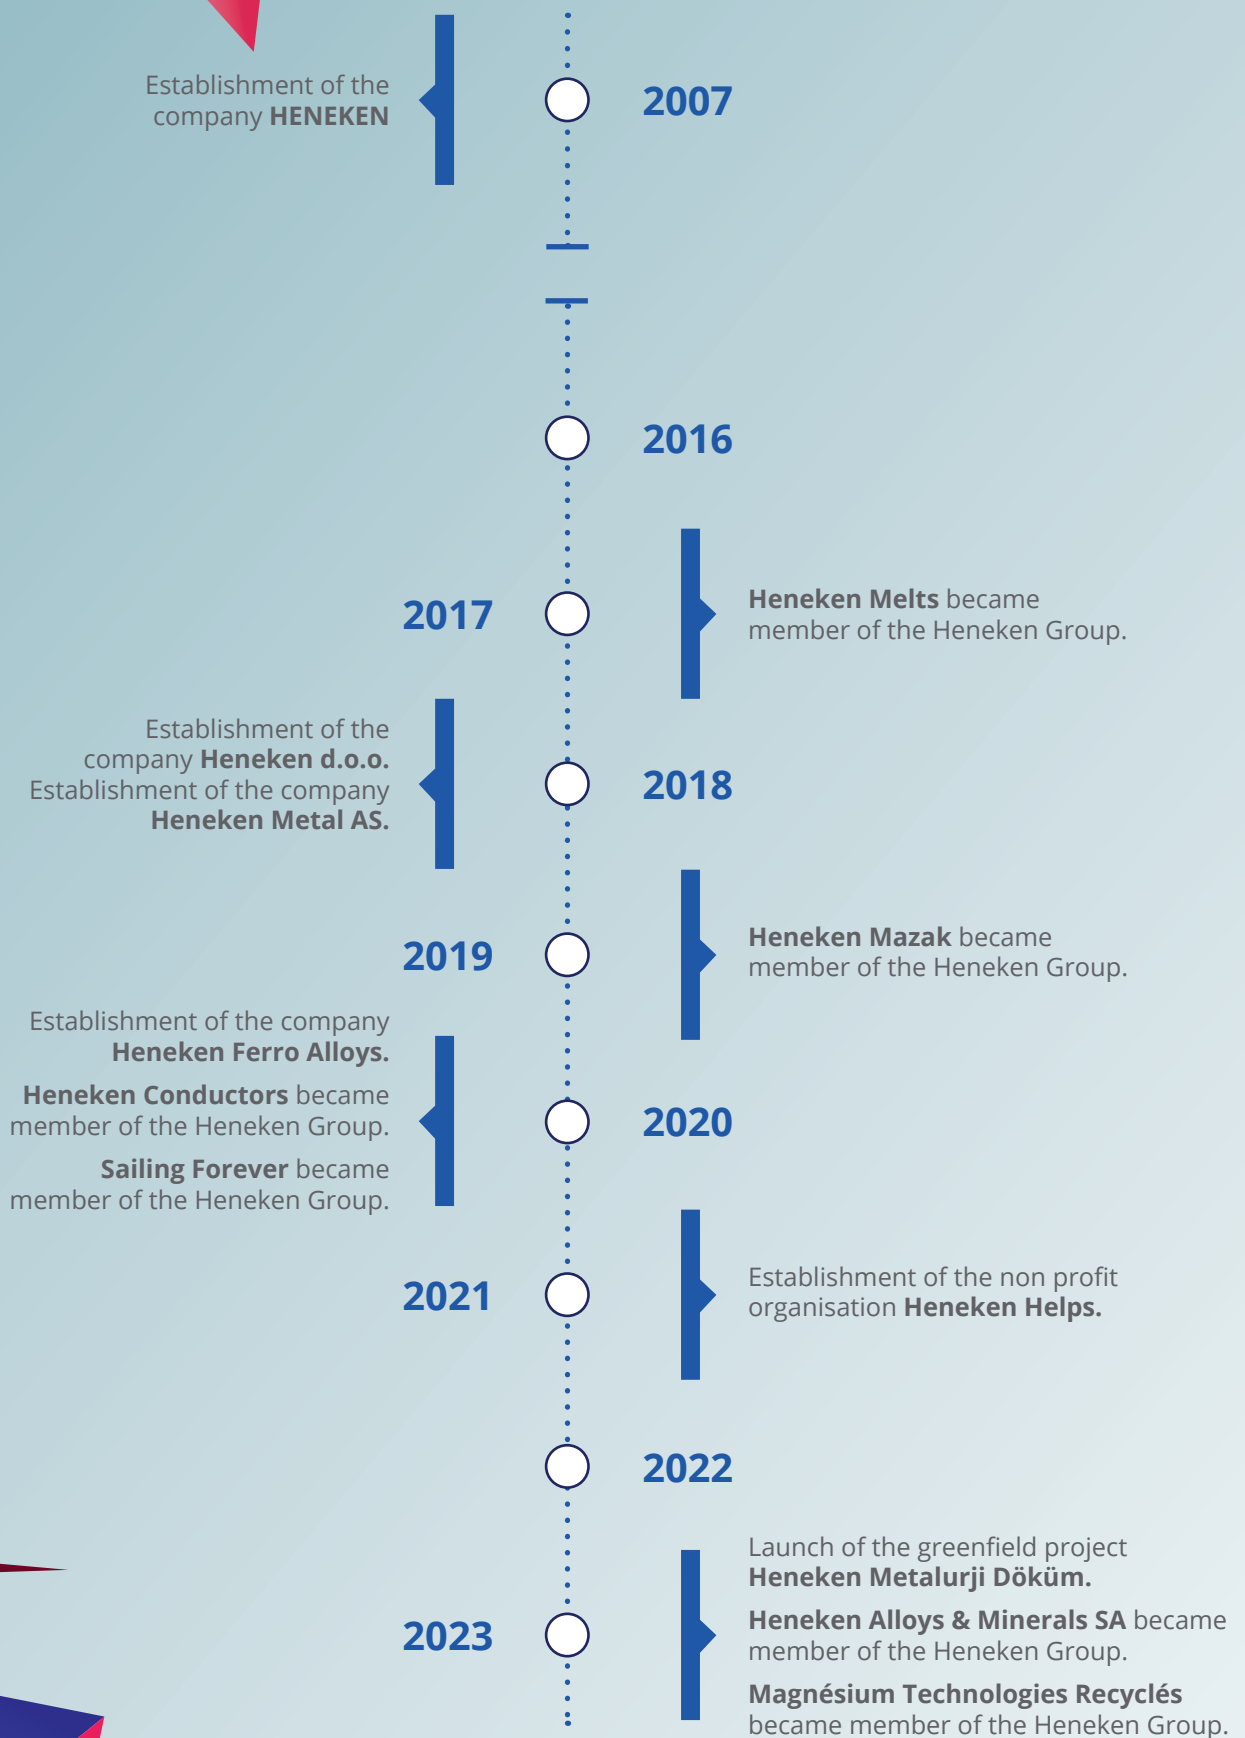 Establishment of the
company HENEKEN
2007
2016
2017
Heneken Melts became
member of the Heneken Group.
Establishment of the
company Heneken d.o.o.
Establishment of the company
Heneken Metal AS.
2018
2019
Heneken Mazak became
member of the Heneken Group.
Establishment of the company
Heneken Ferro Alloys.
Heneken Conductors became
member of the Heneken Group.
Sailing Forever became
member of the Heneken Group.
2020
2021
Establishment of the non profit
organisation Heneken Helps.
2022
2023
Launch of the greenfield project
Heneken Metalurji Döküm.
Heneken Alloys & Minerals SA became
member of the Heneken Group.
Magnésium Technologies Recyclés
became member of the Heneken Group.